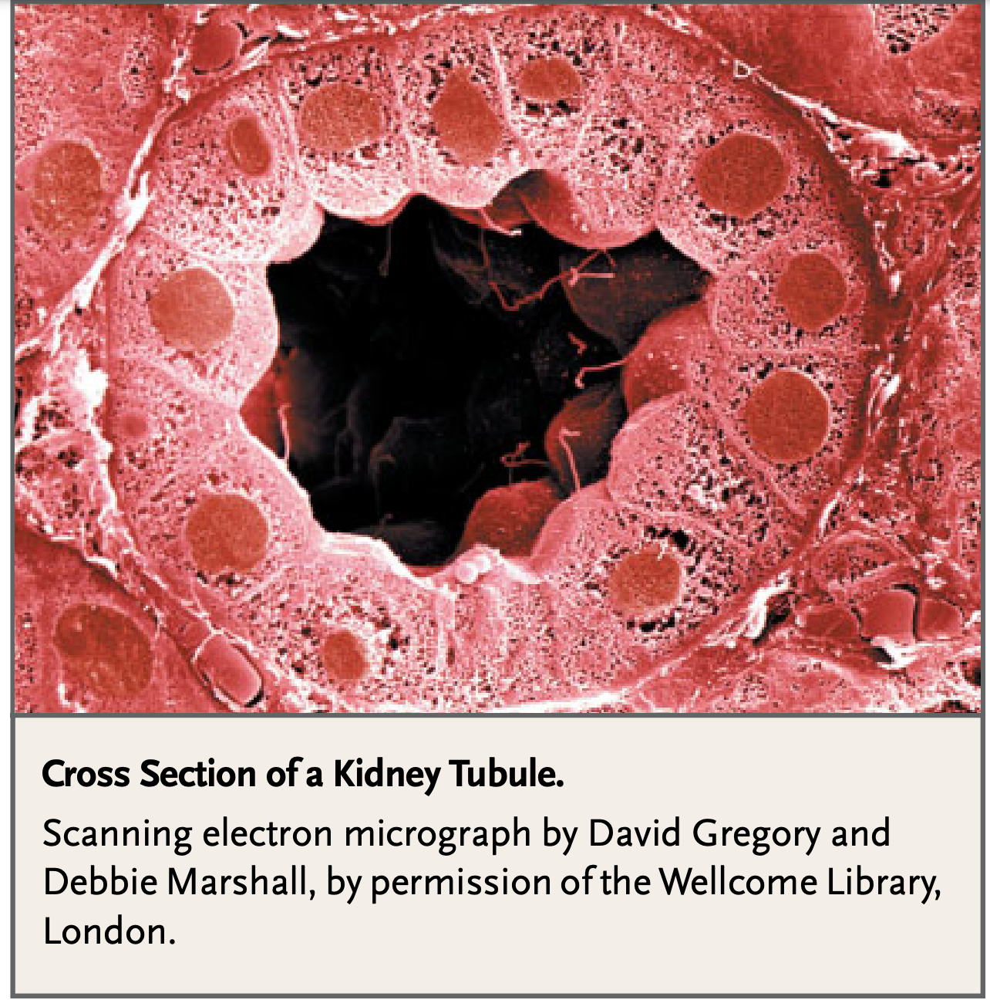 Cross Section of a Kidney Tubule.
Scanning electron micrograph by David Gregory and
Debbie Marshall, by permission of the Wellcome Library,
London.